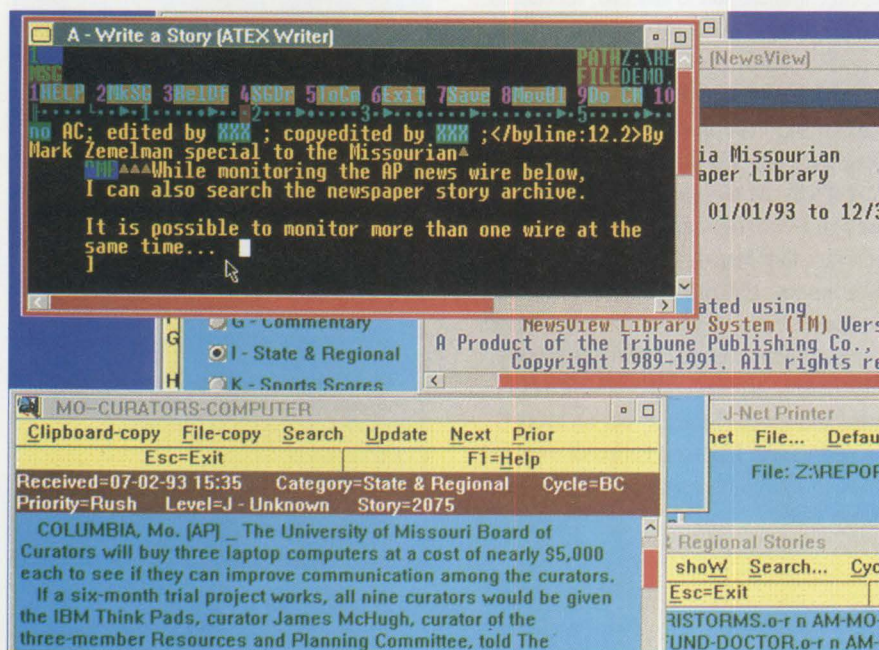 A - Write a Story (ATEX Writer)
1
MSG
PATHZ:\RE
FILEDEMO.
1HELP 2MkSG 3BelDF 4SGDr 5ToCm 6Exit 7Save 8MovBl 9Do CM 10
no AC; edited by XXX ; copyedited by XXX ;</byline:12.2>By
Mark Zemelman special to the Missourian
PMP While monitoring the AP news wire below,
I can also search the newspaper story archive.
It is possible to monitor more than one wire at the
same time...
]
(NewsView)
ia Missourian
aper Library
01/01/93 to 12/3
ated using
NewsView Library System (TM) Vers
A Product of the Tribune Publishing Co.,
Copyright 1989-1991. All rights re
G
H
G - Commentary
I - State & Regional
K - Sports Scores
MO-CURATORS-COMPUTER
Clipboard-copy File-copy Search Update Next Prior
Esc=Exit F1=Help
Received=07-02-93 15:35 Category=State & Regional Cycle=BC
Priority=Rush Level=J - Unknown Story=2075
COLUMBIA, Mo. (AP) _ The University of Missouri Board of
Curators will buy three laptop computers at a cost of nearly $5,000
each to see if they can improve communication among the curators.
If a six-month trial project works, all nine curators would be given
the IBM Think Pads, curator James McHugh, curator of the
three-member Resources and Planning Committee, told The
J-Net Printer
net File... Defau
File: Z:\REPOR
& Regional Stories
shoW Search... Cyc
Esc=Exit
RISTORMS.o-r n AM-MO-
FUND-DOCTOR.o-r n AM-